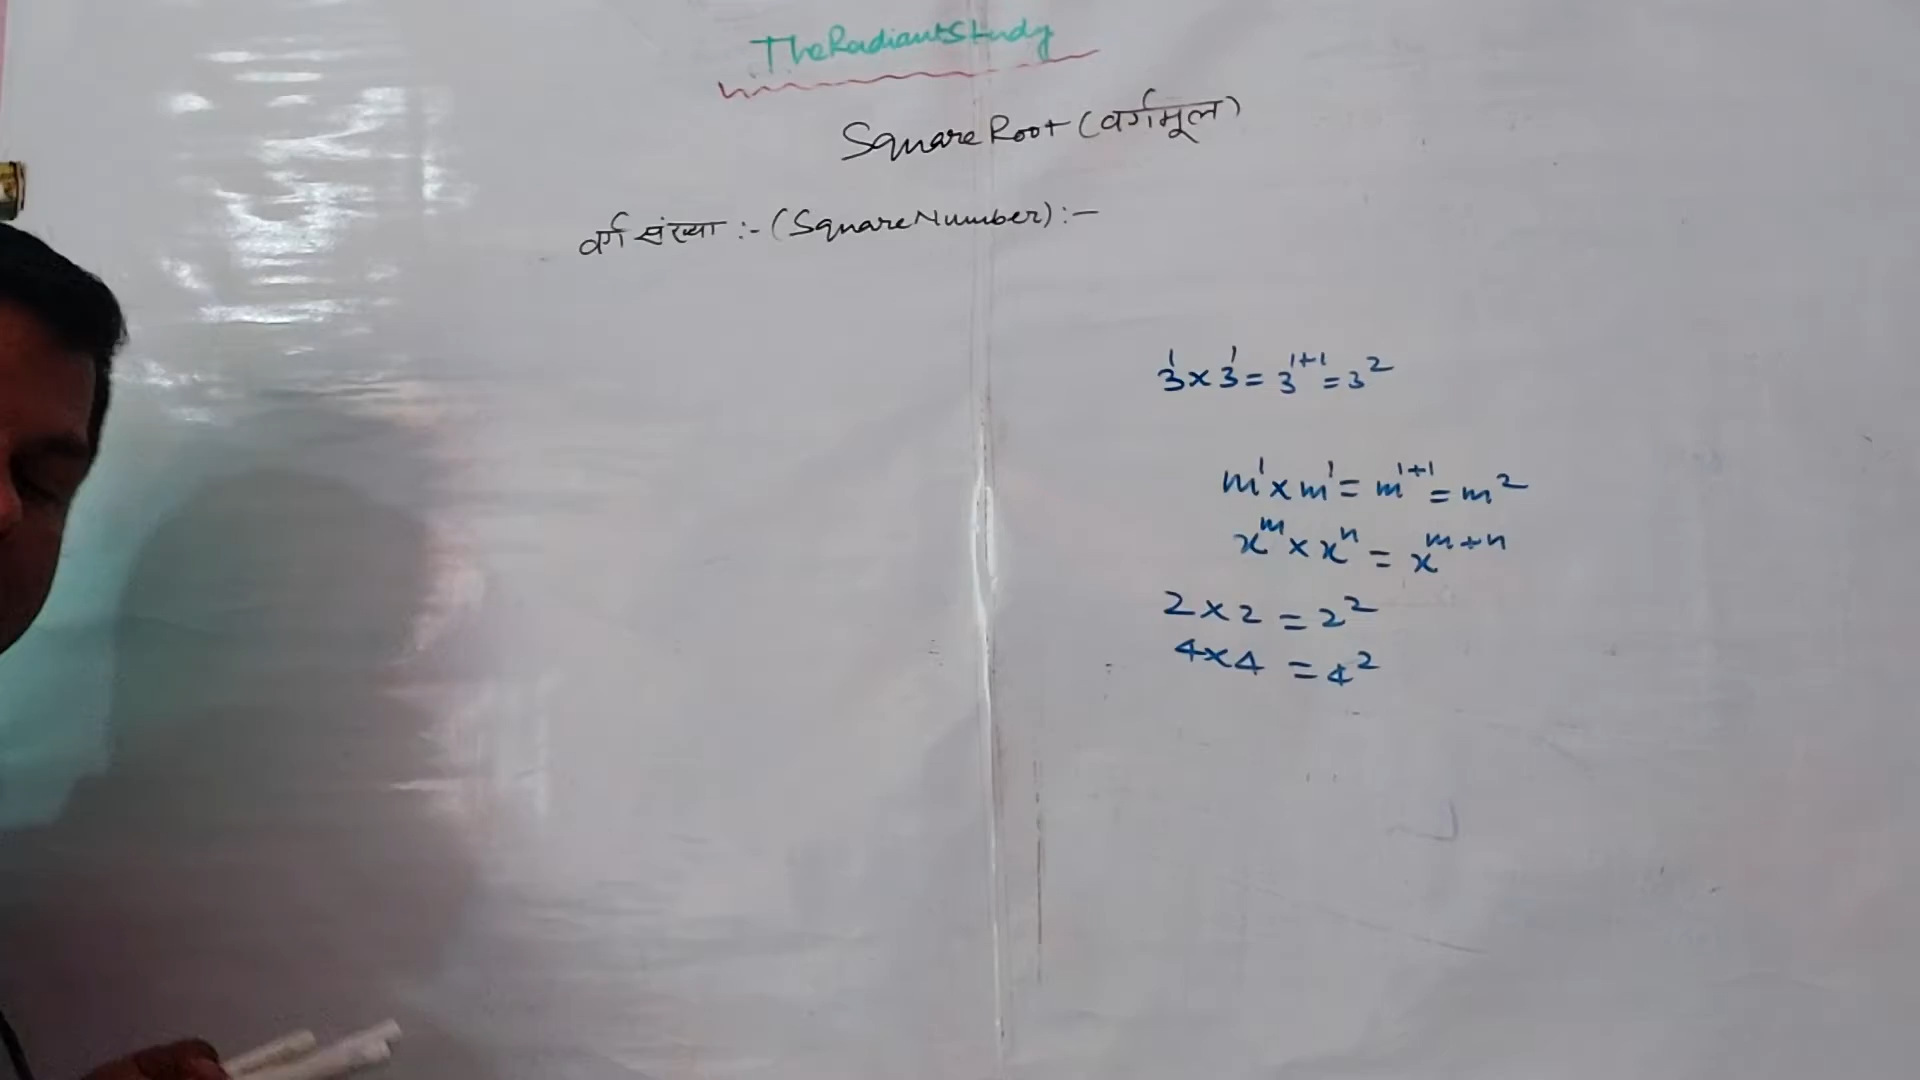 TheRadiantStudy
Square Root (वर्गमूल)
वर्ग संख्या :- (Square Number) :-
3¹ × 3¹ = 3¹⁺¹ = 3²
m¹ × m¹ = m¹⁺¹ = m²
xᵐ × xⁿ = xᵐ⁺ⁿ
2 × 2 = 2²
4 × 4 = 4²